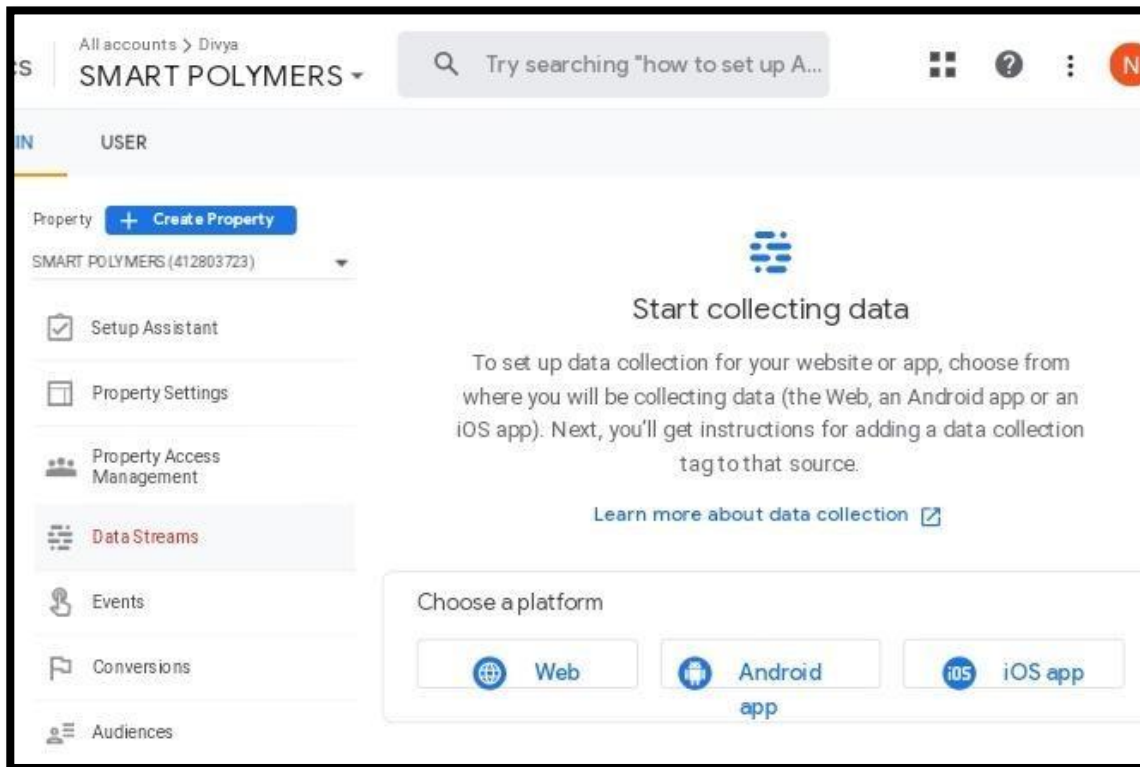 cs
All accounts > Divya
SMART POLYMERS
Try searching "how to set up A...
N
IN
USER
Property
+ Create Property
SMART POLYMERS (412803723)
Setup Assistant
Property Settings
Property Access
Management
Data Streams
Events
Conversions
Audiences
Start collecting data
To set up data collection for your website or app, choose from
where you will be collecting data (the Web, an Android app or an
iOS app). Next, you'll get instructions for adding a data collection
tag to that source.
Learn more about data collection
Choose a platform
Web
Android
app
iOS
iOS app